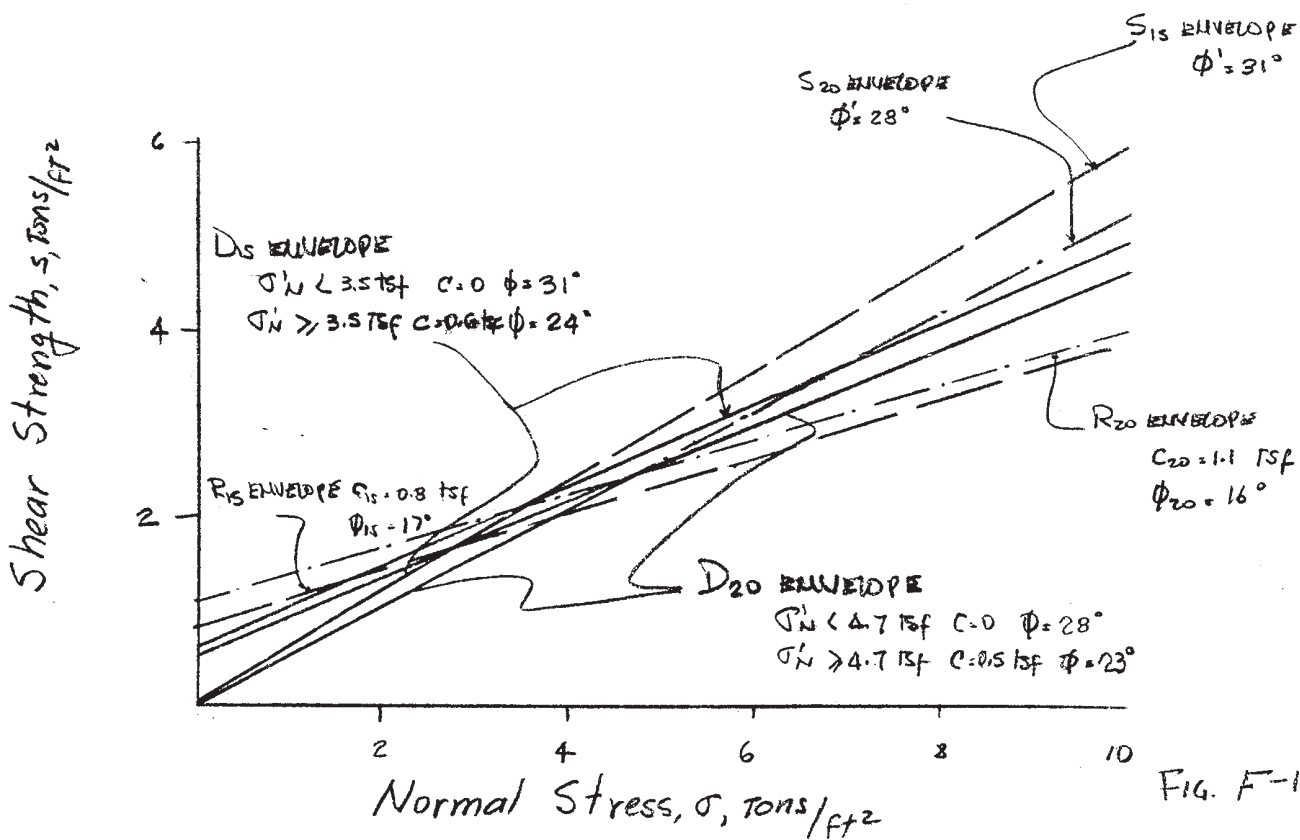 S15 ENVELOPE
Φ' = 31°
S20 ENVELOPE
Φ' = 28°
Shear Strength, s, Tons/ft²
6
4
2
D15 ENVELOPE
σ'N < 3.5 tsf C=0 Φ=31°
σ'N ≥ 3.5 TSf C=0.6 tsf Φ=24°
R15 ENVELOPE C15=0.8 tsf
Φ15=17°
R20 ENVELOPE
C20=1.1 TSf
Φ20=16°
D20 ENVELOPE
σ'N < 4.7 TSf C=0 Φ=28°
σ'N ≥ 4.7 TSf C=0.5 tsf Φ=23°
2 4 6 8 10
Normal Stress, σ, Tons/ft²
FIG. F-1